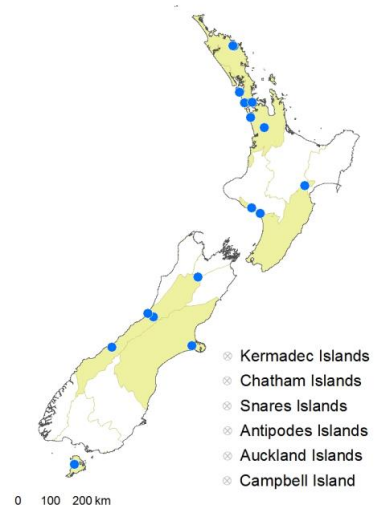 Kermadec Islands
Chatham Islands
Snares Islands
Antipodes Islands
Auckland Islands
Campbell Island
0 100 200 km